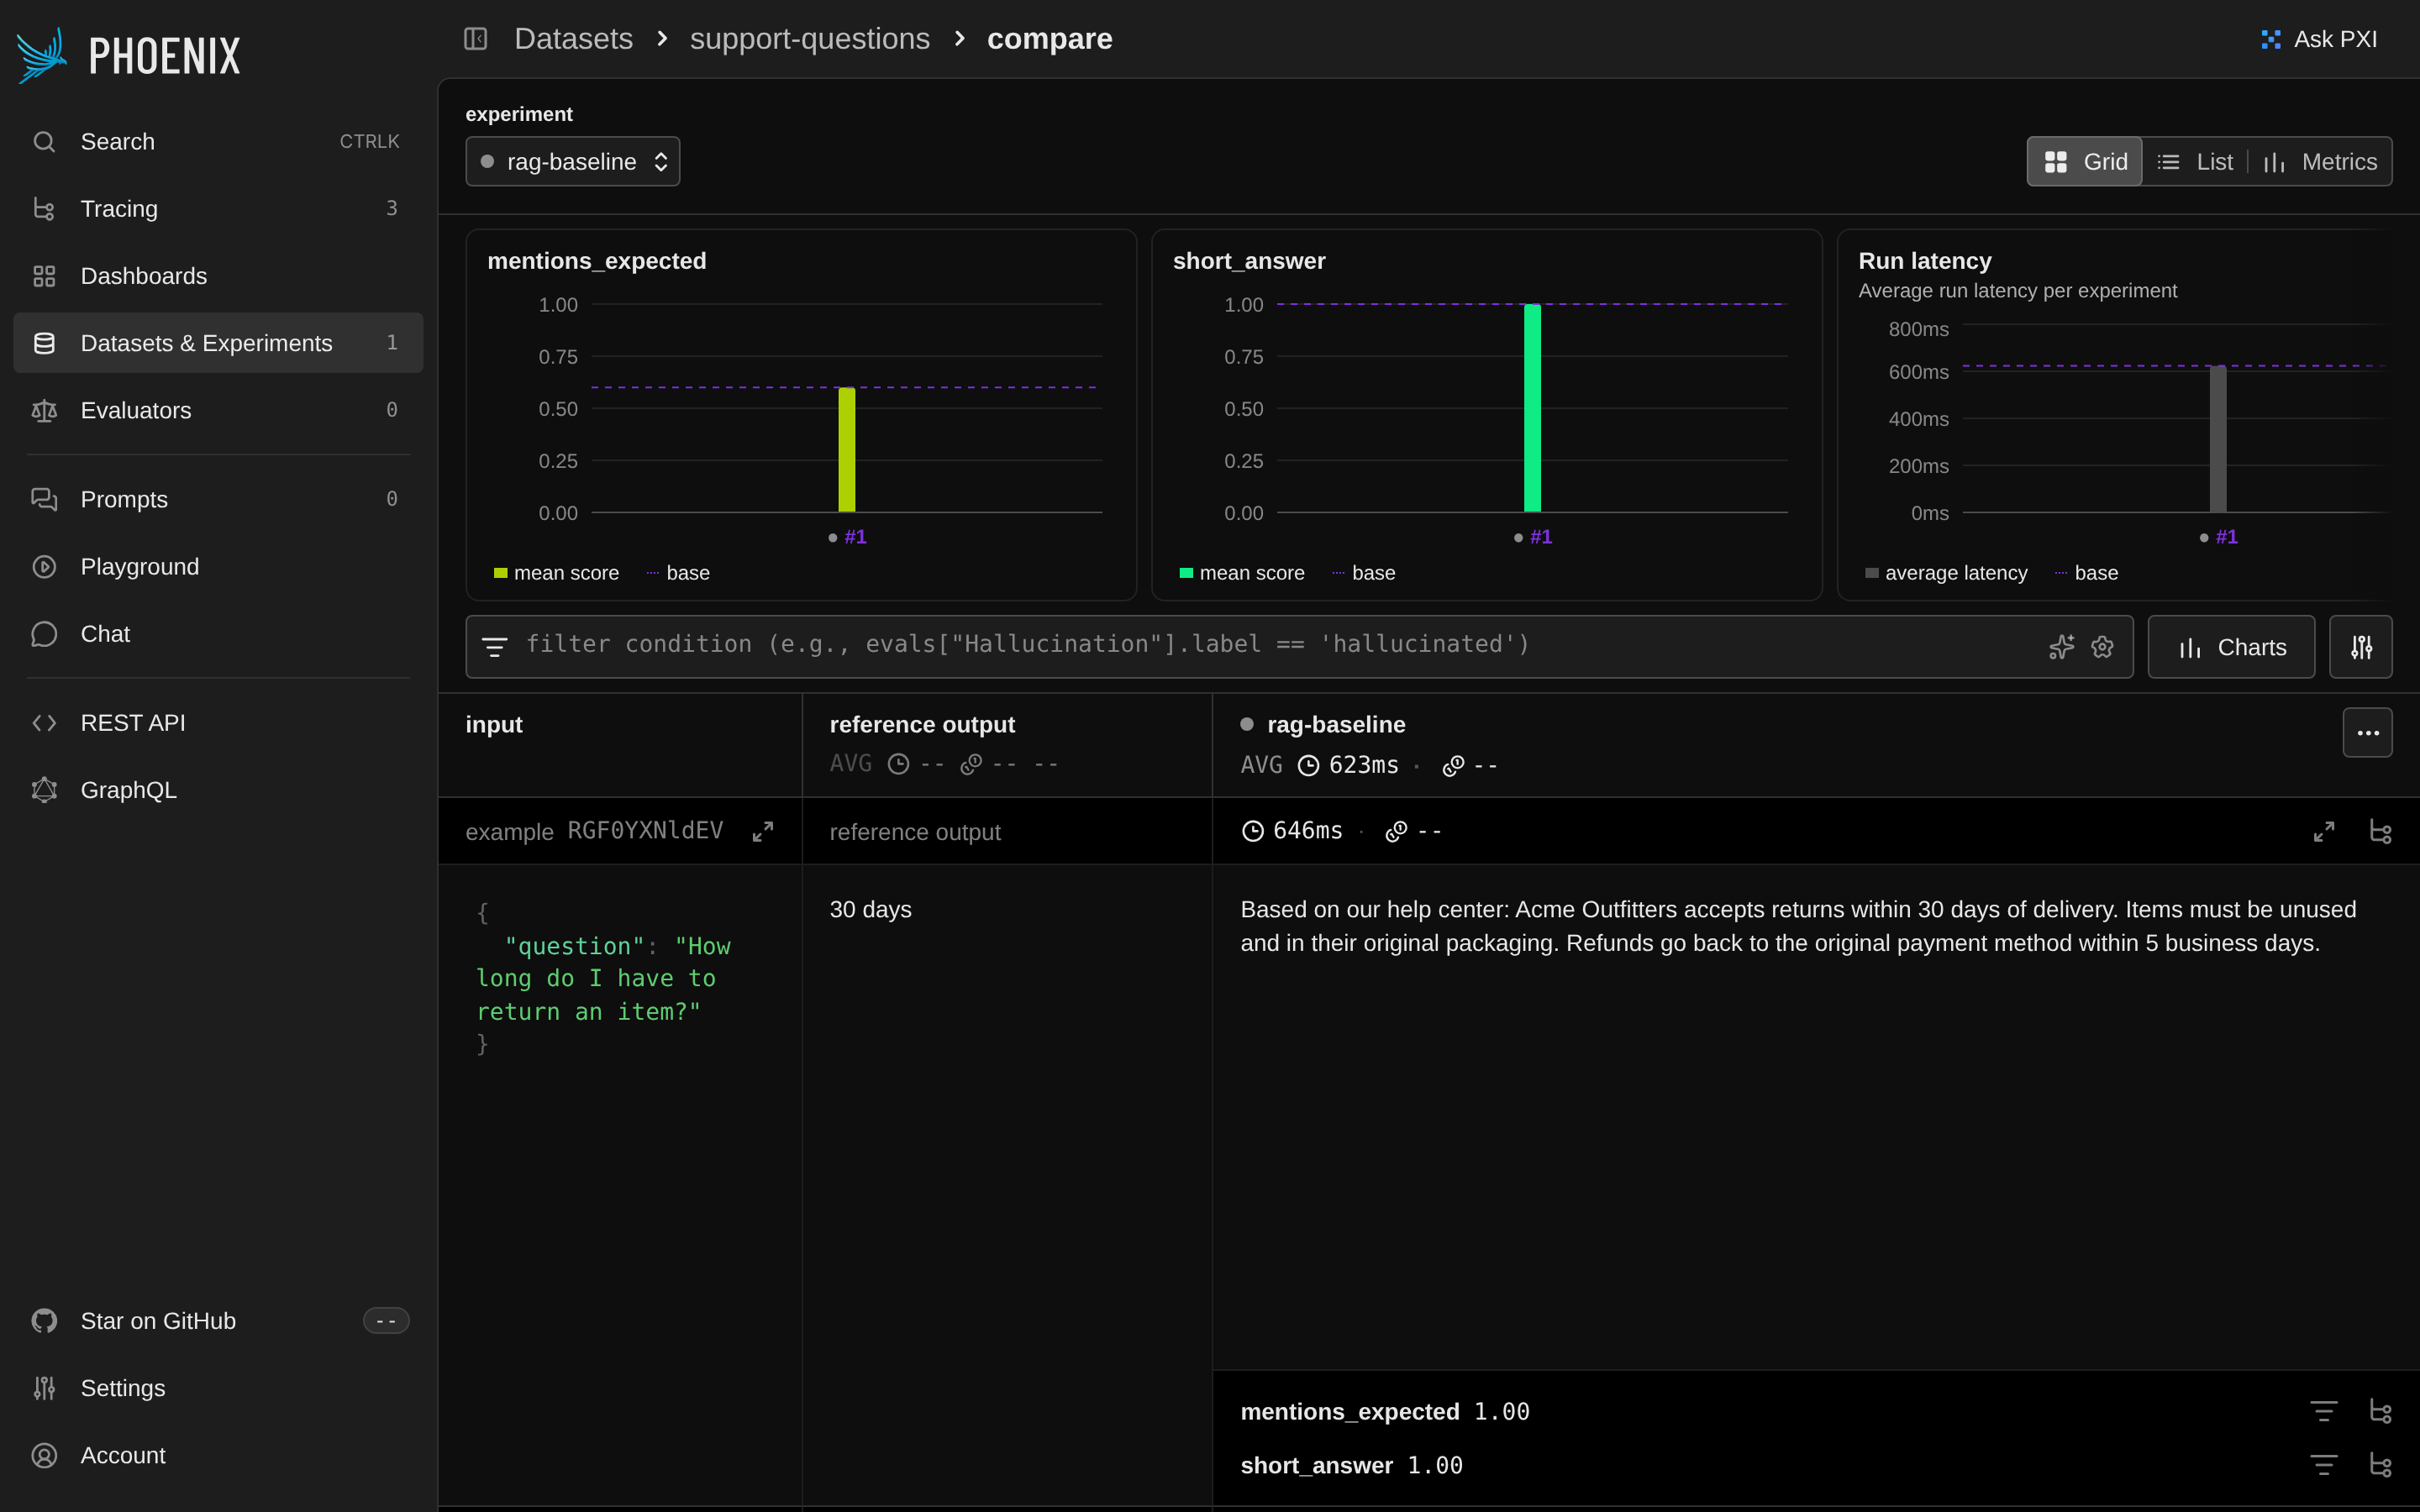 PHOENIX
Search CTRLK
Tracing 3
Dashboards
Datasets & Experiments 1
Evaluators 0
Prompts 0
Playground
Chat
REST API
GraphQL
Star on GitHub --
Settings
Account
Datasets > support-questions > compare
Ask PXI
experiment
rag-baseline
Grid List Metrics
mentions_expected
1.00
0.75
0.50
0.25
0.00
#1
mean score base
short_answer
1.00
0.75
0.50
0.25
0.00
#1
mean score base
Run latency
Average run latency per experiment
800ms
600ms
400ms
200ms
0ms
#1
average latency base
filter condition (e.g., evals["Hallucination"].label == 'hallucinated')
Charts
input
reference output
AVG -- -- --
rag-baseline
AVG 623ms · --
example RGF0YXNldEV
reference output
646ms · --
{
"question": "How
long do I have to
return an item?"
}
30 days
Based on our help center: Acme Outfitters accepts returns within 30 days of delivery. Items must be unused
and in their original packaging. Refunds go back to the original payment method within 5 business days.
mentions_expected 1.00
short_answer 1.00